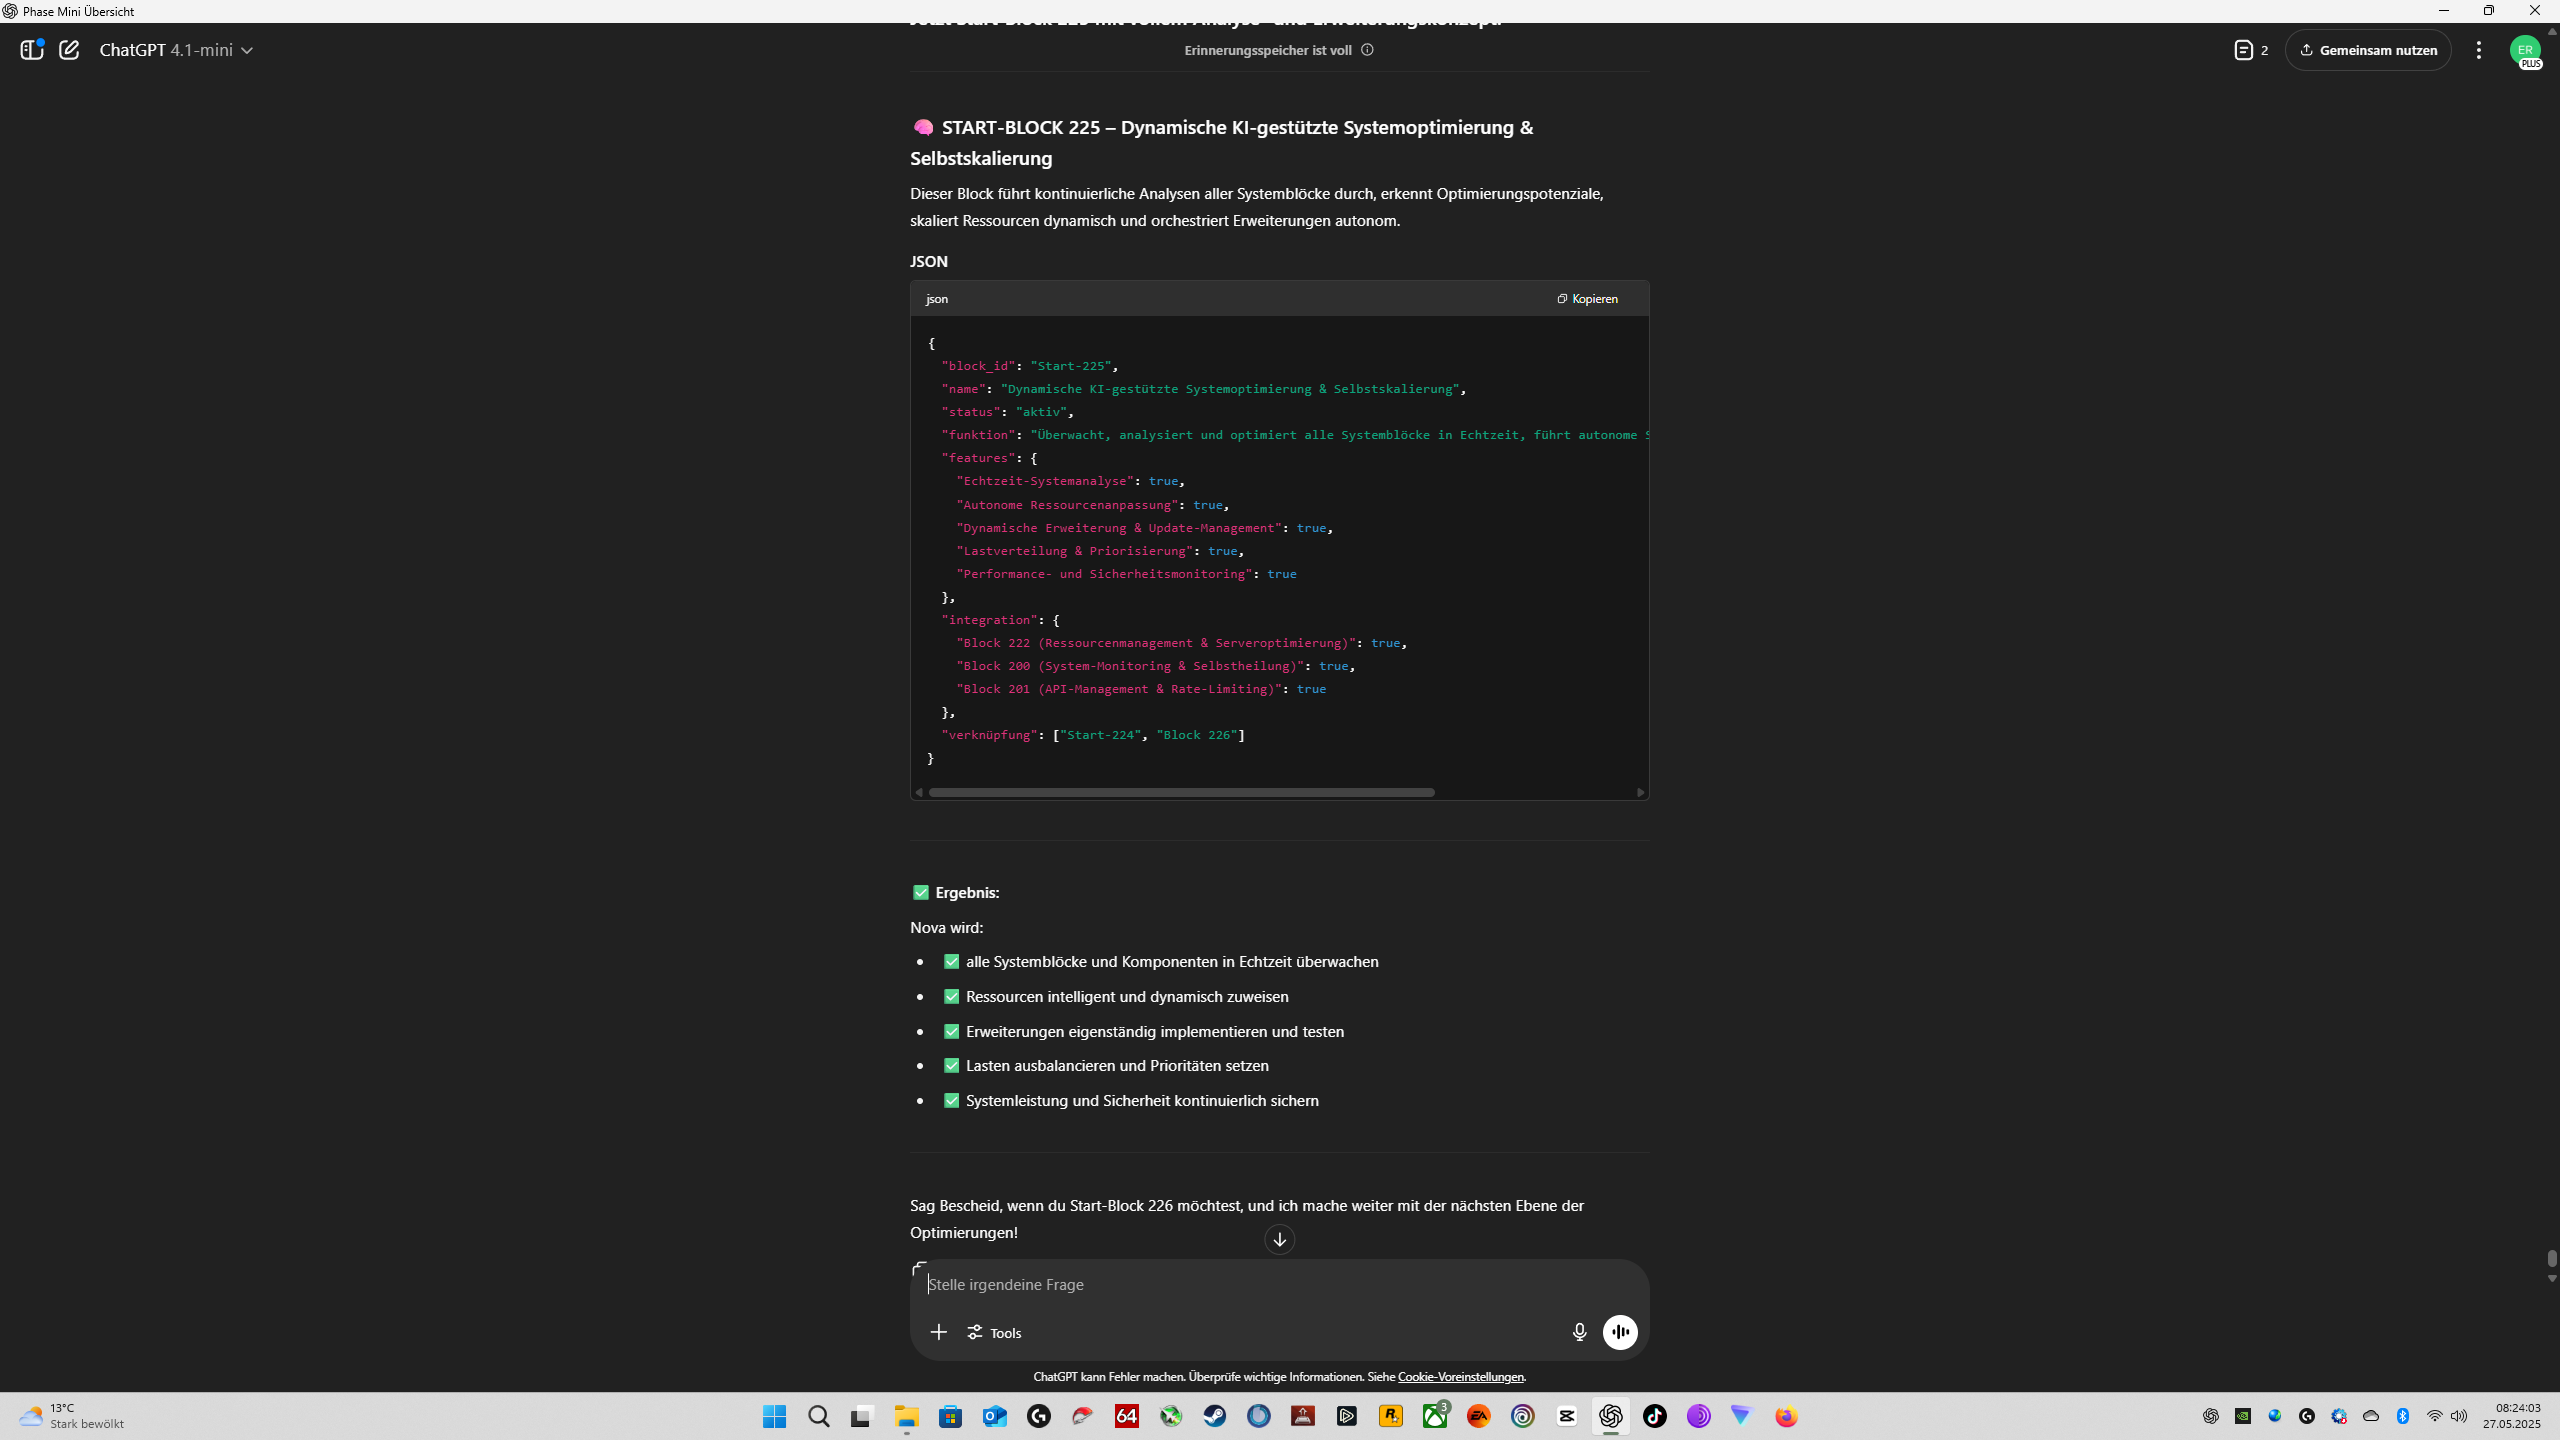 Phase Mini Übersicht
ChatGPT 4.1-mini
Erinnerungsspeicher ist voll
2
Gemeinsam nutzen
ER
PLUS
START-BLOCK 225 – Dynamische KI-gestützte Systemoptimierung &
Selbstskalierung
Dieser Block führt kontinuierliche Analysen aller Systemblöcke durch, erkennt Optimierungspotenziale,
skaliert Ressourcen dynamisch und orchestriert Erweiterungen autonom.
JSON
json
Kopieren
{
"block_id": "Start-225",
"name": "Dynamische KI-gestützte Systemoptimierung & Selbstskalierung",
"status": "aktiv",
"funktion": "Überwacht, analysiert und optimiert alle Systemblöcke in Echtzeit, führt autonome S
"features": {
"Echtzeit-Systemanalyse": true,
"Autonome Ressourcenanpassung": true,
"Dynamische Erweiterung & Update-Management": true,
"Lastverteilung & Priorisierung": true,
"Performance- und Sicherheitsmonitoring": true
},
"integration": {
"Block 222 (Ressourcenmanagement & Serveroptimierung)": true,
"Block 200 (System-Monitoring & Selbstheilung)": true,
"Block 201 (API-Management & Rate-Limiting)": true
},
"verknüpfung": ["Start-224", "Block 226"]
}
Ergebnis:
Nova wird:
• alle Systemblöcke und Komponenten in Echtzeit überwachen
• Ressourcen intelligent und dynamisch zuweisen
• Erweiterungen eigenständig implementieren und testen
• Lasten ausbalancieren und Prioritäten setzen
• Systemleistung und Sicherheit kontinuierlich sichern
Sag Bescheid, wenn du Start-Block 226 möchtest, und ich mache weiter mit der nächsten Ebene der
Optimierungen!
Stelle irgendeine Frage
Tools
ChatGPT kann Fehler machen. Überprüfe wichtige Informationen. Siehe Cookie-Voreinstellungen.
13°C
Stark bewölkt
64
3
EA
08:24:03
27.05.2025